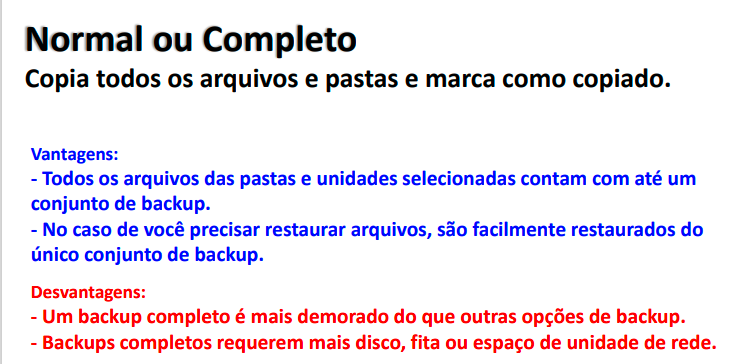 Normal ou Completo
Copia todos os arquivos e pastas e marca como copiado.
Vantagens:
- Todos os arquivos das pastas e unidades selecionadas contam com até um
conjunto de backup.
- No caso de você precisar restaurar arquivos, são facilmente restaurados do
único conjunto de backup.
Desvantagens:
- Um backup completo é mais demorado do que outras opções de backup.
- Backups completos requerem mais disco, fita ou espaço de unidade de rede.